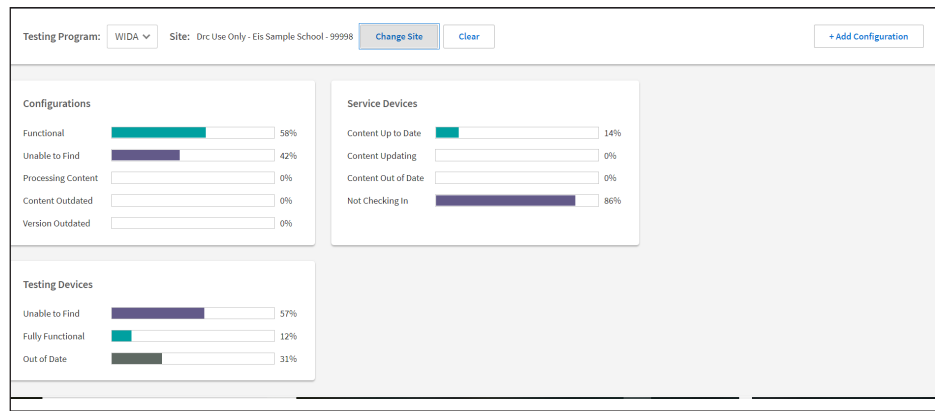 Testing Program: WIDA Site: Drc Use Only - Eis Sample School - 99998 Change Site Clear + Add Configuration
Configurations
Functional 58%
Unable to Find 42%
Processing Content 0%
Content Outdated 0%
Version Outdated 0%
Service Devices
Content Up to Date 14%
Content Updating 0%
Content Out of Date 0%
Not Checking In 86%
Testing Devices
Unable to Find 57%
Fully Functional 12%
Out of Date 31%